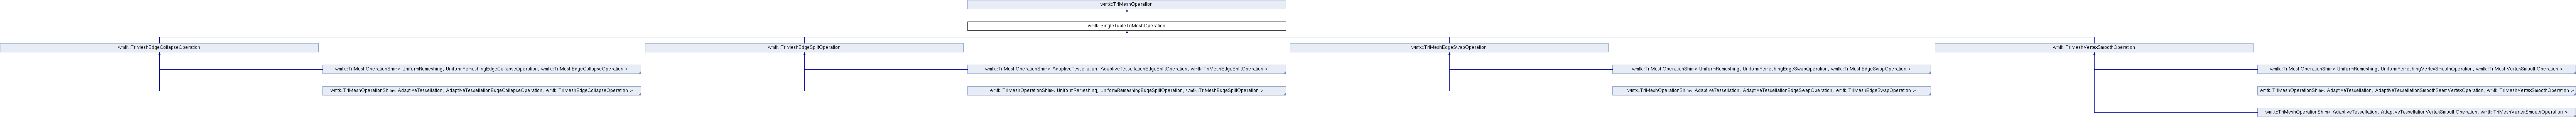 wmtk::TriMeshOperation
wmtk::SingleTupleTriMeshOperation
wmtk::TriMeshEdgeCollapseOperation
wmtk::TriMeshEdgeSplitOperation
wmtk::TriMeshEdgeSwapOperation
wmtk::TriMeshVertexSmoothOperation
wmtk::TriMeshOperationShim< UniformRemeshing, UniformRemeshingEdgeCollapseOperation, wmtk::TriMeshEdgeCollapseOperation >
wmtk::TriMeshOperationShim< AdaptiveTessellation, AdaptiveTessellationEdgeSplitOperation, wmtk::TriMeshEdgeSplitOperation >
wmtk::TriMeshOperationShim< UniformRemeshing, UniformRemeshingEdgeSwapOperation, wmtk::TriMeshEdgeSwapOperation >
wmtk::TriMeshOperationShim< UniformRemeshing, UniformRemeshingVertexSmoothOperation, wmtk::TriMeshVertexSmoothOperation >
wmtk::TriMeshOperationShim< AdaptiveTessellation, AdaptiveTessellationEdgeCollapseOperation, wmtk::TriMeshEdgeCollapseOperation >
wmtk::TriMeshOperationShim< UniformRemeshing, UniformRemeshingEdgeSplitOperation, wmtk::TriMeshEdgeSplitOperation >
wmtk::TriMeshOperationShim< AdaptiveTessellation, AdaptiveTessellationEdgeSwapOperation, wmtk::TriMeshEdgeSwapOperation >
wmtk::TriMeshOperationShim< AdaptiveTessellation, AdaptiveTessellationSmoothSeamVertexOperation, wmtk::TriMeshVertexSmoothOperation >
wmtk::TriMeshOperationShim< AdaptiveTessellation, AdaptiveTessellationVertexSmoothOperation, wmtk::TriMeshVertexSmoothOperation >